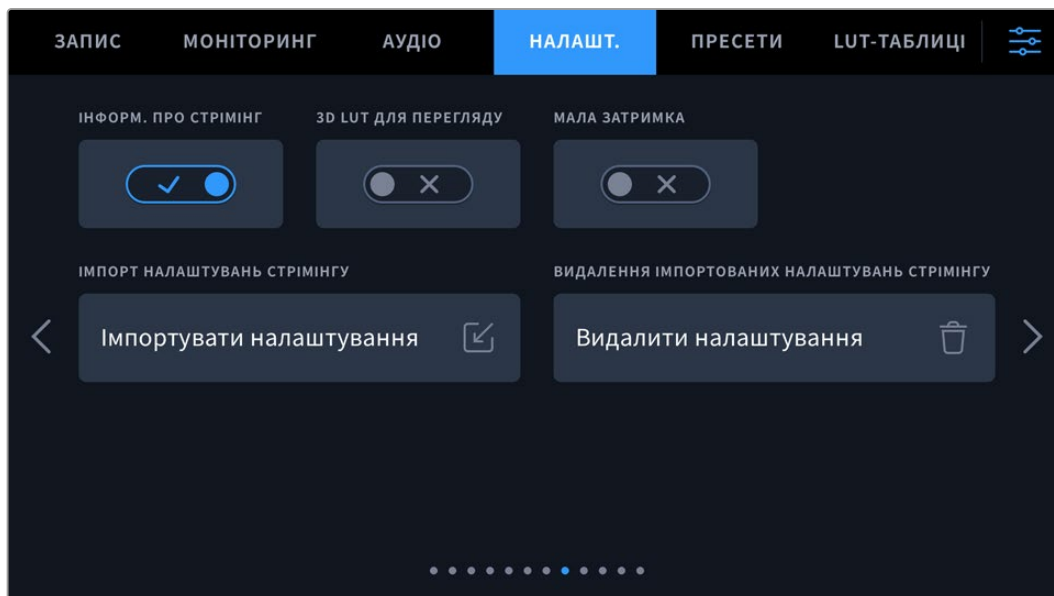 ЗАПИС МОНІТОРИНГ АУДІО НАЛАШТ. ПРЕСЕТИ LUT-ТАБЛИЦІ
ІНФОРМ. ПРО СТРІМІНГ 3D LUT ДЛЯ ПЕРЕГЛЯДУ МАЛА ЗАТРИМКА
ІМПОРТ НАЛАШТУВАНЬ СТРІМІНГУ ВИДАЛЕННЯ ІМПОРТОВАНИХ НАЛАШТУВАНЬ СТРІМІНГУ
Імпортувати налаштування Видалити налаштування